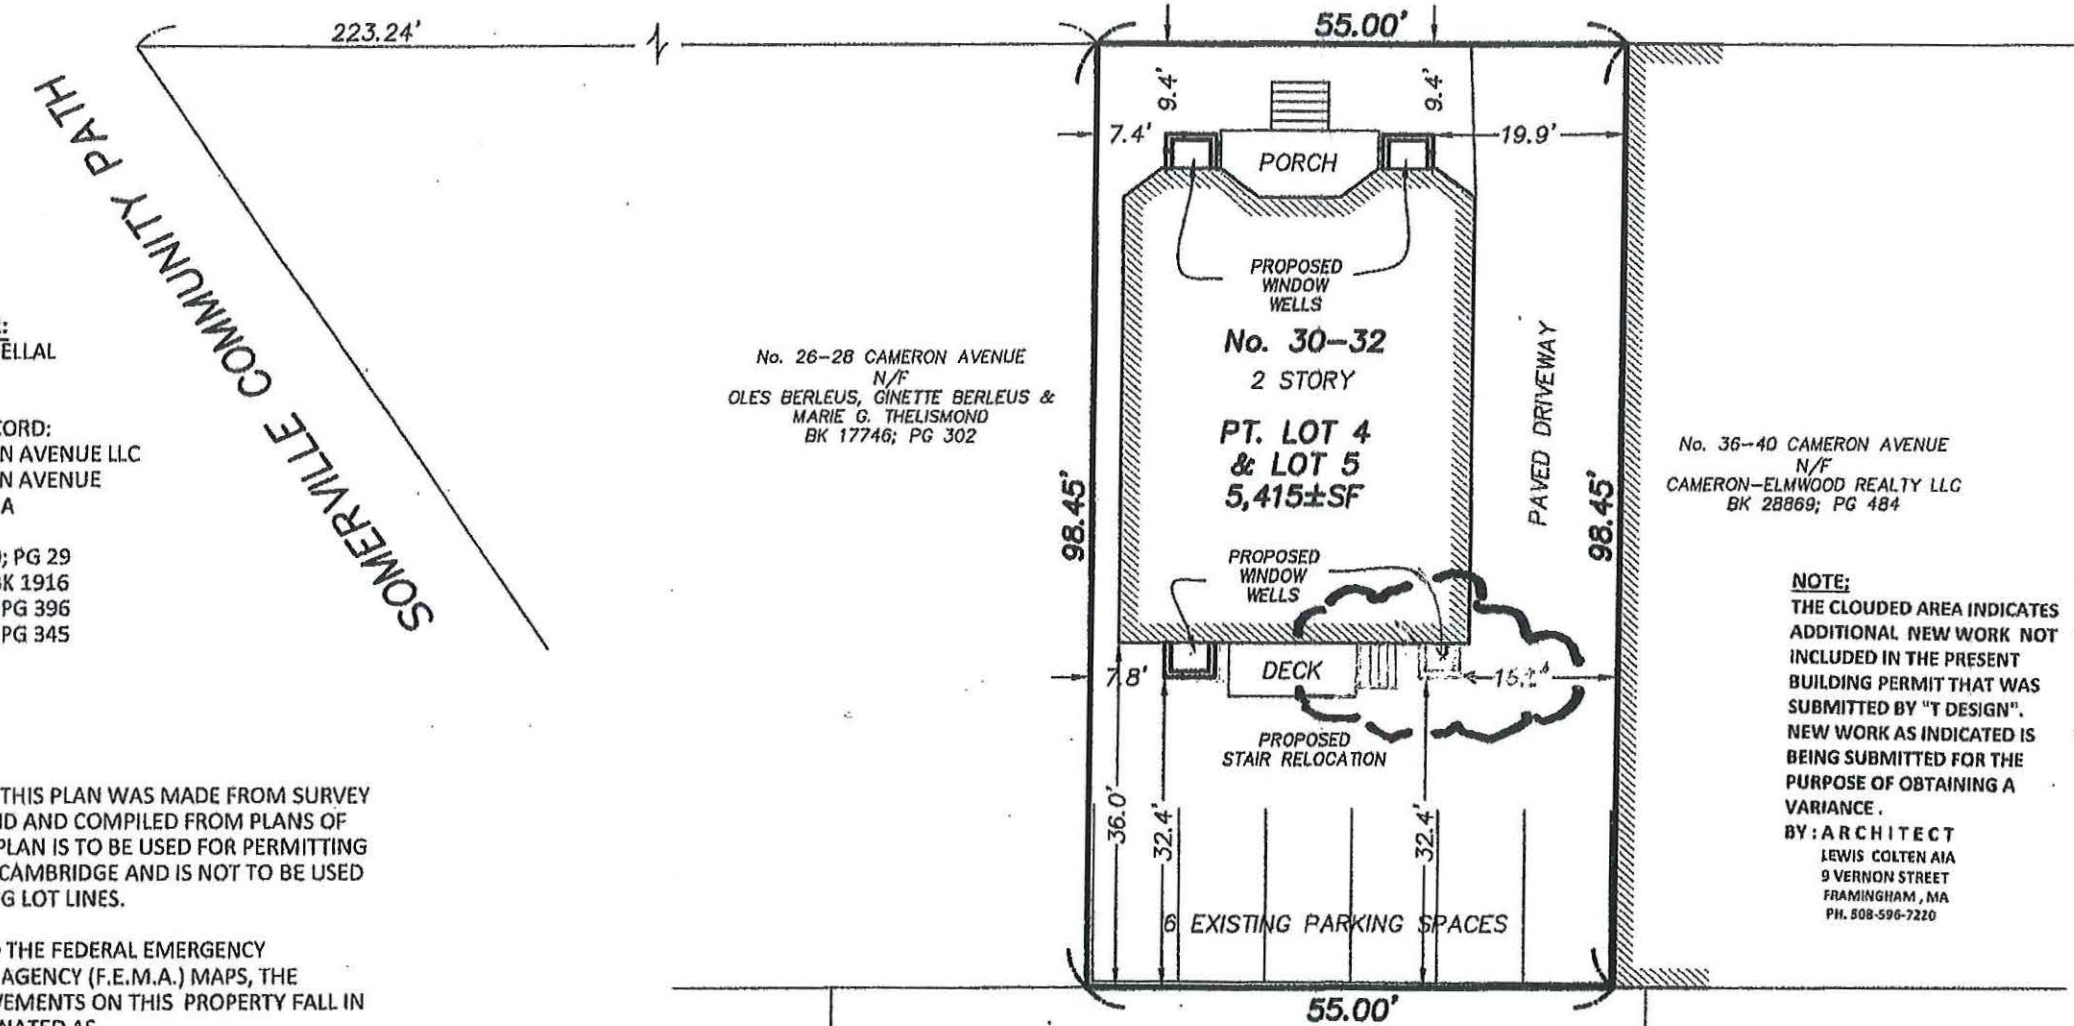 223.24'
SOMERVILLE COMMUNITY PATH
ELLAL
CORD:
N AVENUE LLC
N AVENUE
A
; PG 29
BK 1916
PG 396
PG 345
THIS PLAN WAS MADE FROM SURVEY
AND COMPILED FROM PLANS OF
PLAN IS TO BE USED FOR PERMITTING
CAMBRIDGE AND IS NOT TO BE USED
G LOT LINES.
THE FEDERAL EMERGENCY
AGENCY (F.E.M.A.) MAPS, THE
VEMENTS ON THIS PROPERTY FALL IN
NATED AS
No. 26-28 CAMERON AVENUE
N/F
OLES BERLEUS, GINETTE BERLEUS &
MARIE G. THELISMOND
BK 17746; PG 302
55.00'
9.4'
9.4'
7.4'
19.9'
PORCH
PROPOSED
WINDOW
WELLS
No. 30-32
2 STORY
PT. LOT 4
& LOT 5
5,415±SF
98.45'
PAVED DRIVEWAY
98.45'
PROPOSED
WINDOW
WELLS
7.8'
DECK
PROPOSED
STAIR RELOCATION
36.0'
32.4'
32.4'
6 EXISTING PARKING SPACES
55.00'
No. 36-40 CAMERON AVENUE
N/F
CAMERON-ELMWOOD REALTY LLC
BK 28869; PG 484
NOTE:
THE CLOUDED AREA INDICATES
ADDITIONAL NEW WORK NOT
INCLUDED IN THE PRESENT
BUILDING PERMIT THAT WAS
SUBMITTED BY "T DESIGN".
NEW WORK AS INDICATED IS
BEING SUBMITTED FOR THE
PURPOSE OF OBTAINING A
VARIANCE.
BY: ARCHITECT
LEWIS COLTEN AIA
9 VERNON STREET
FRAMINGHAM, MA
PH. 508-596-7220